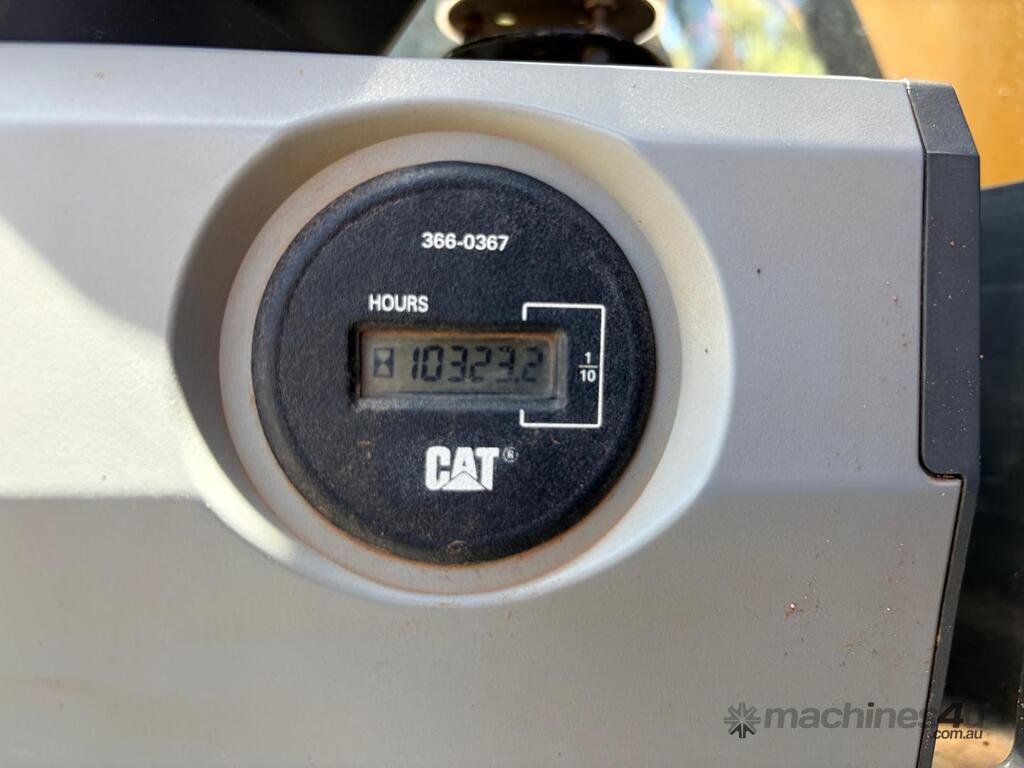 366-0367
HOURS
10323.2
1
10
CAT®
machines4u
.com.au